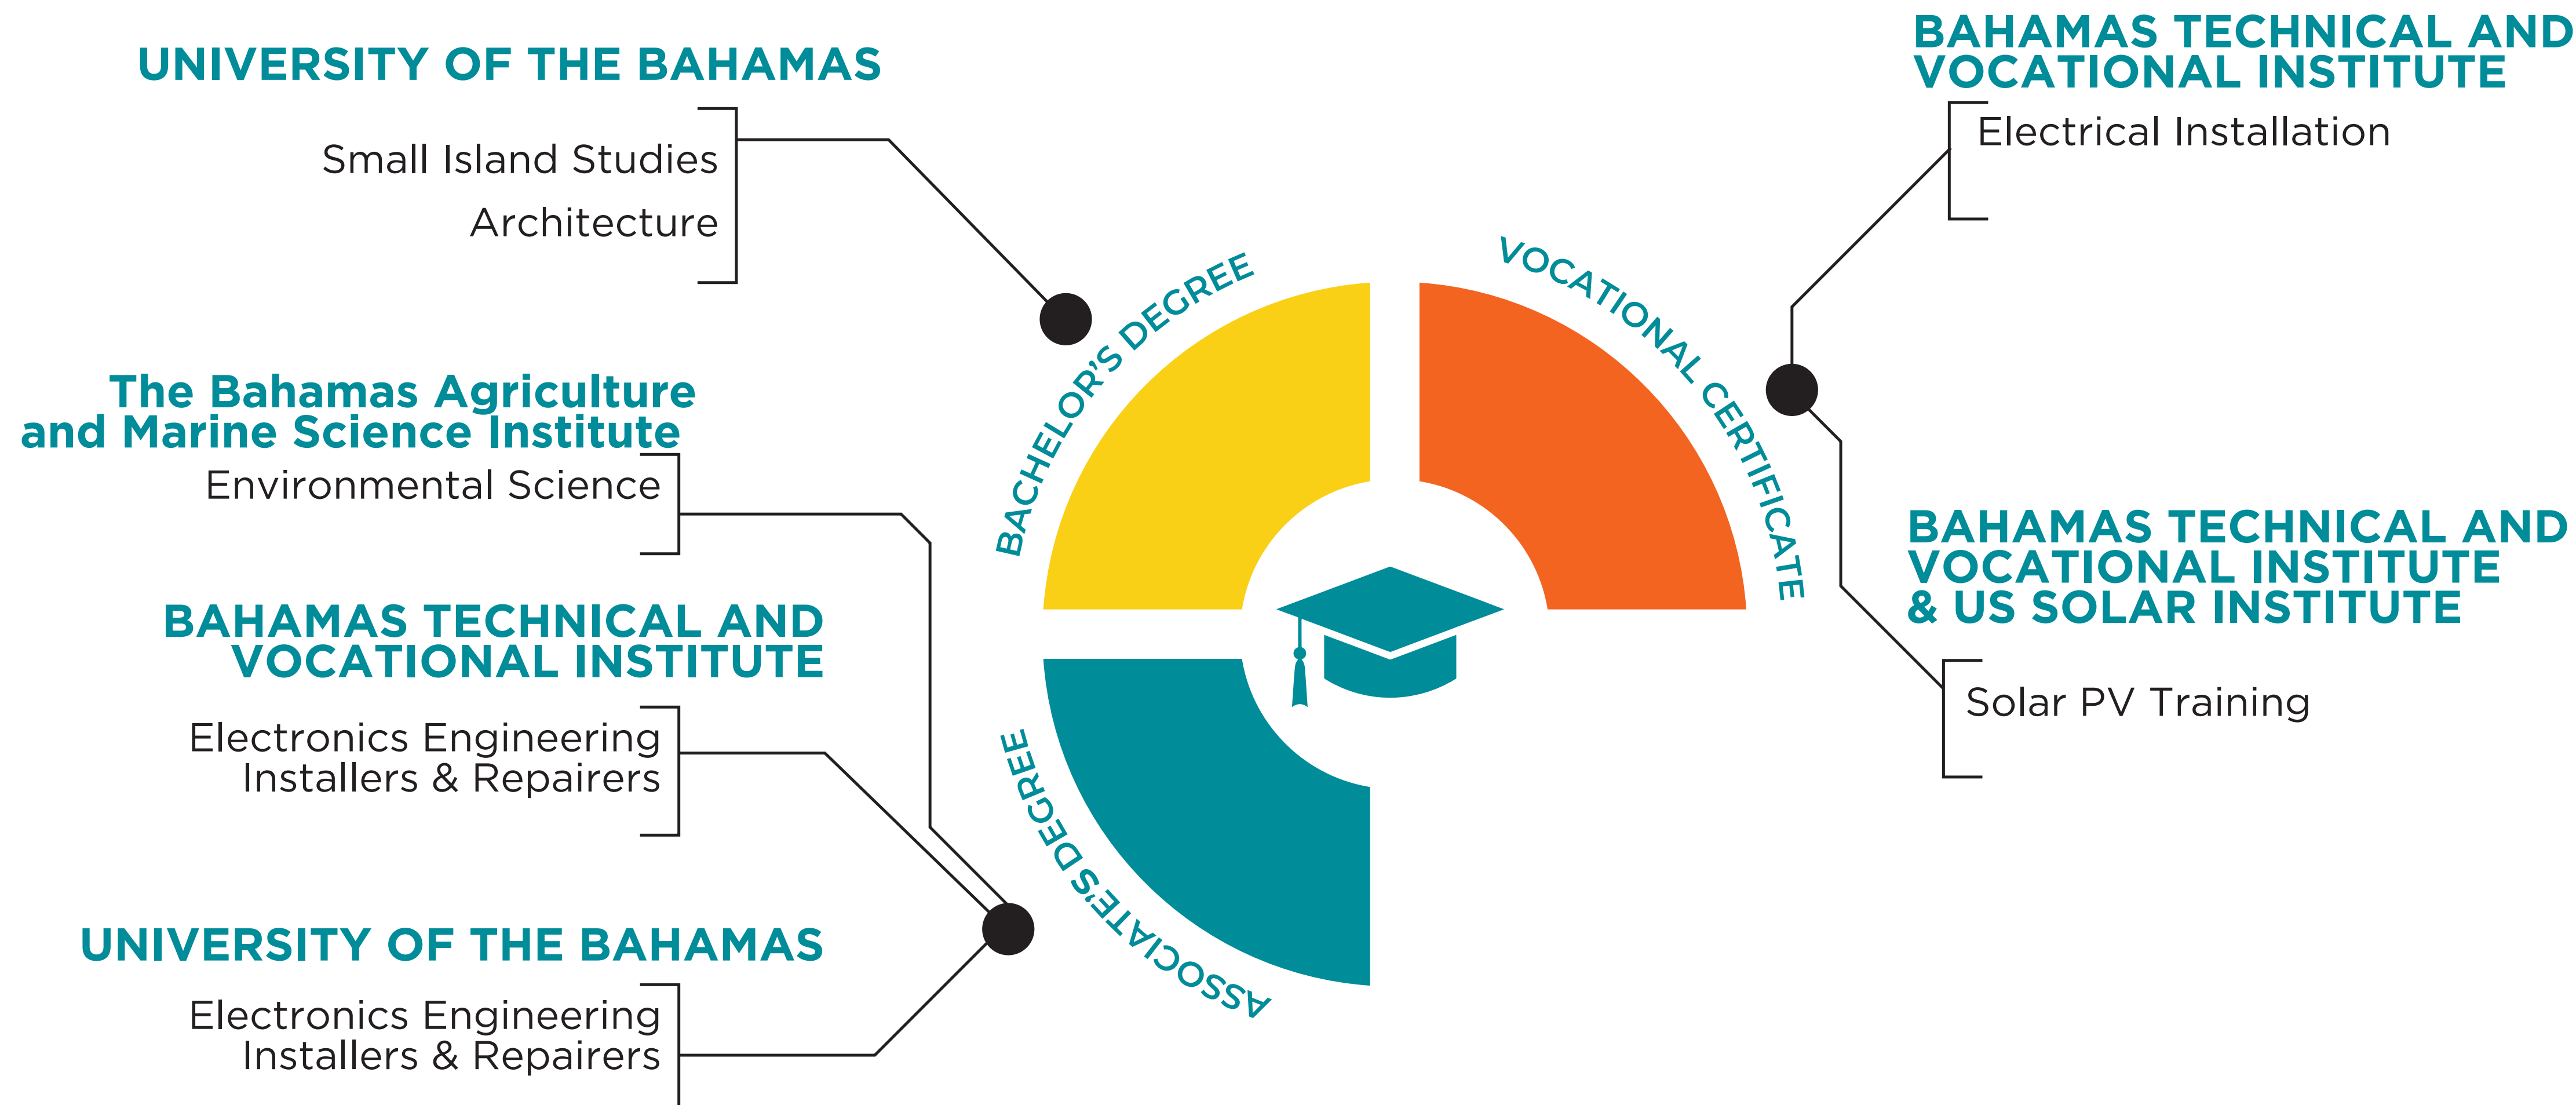 UNIVERSITY OF THE BAHAMAS
Small Island Studies
Architecture
The Bahamas Agriculture
and Marine Science Institute
Environmental Science
BAHAMAS TECHNICAL AND
VOCATIONAL INSTITUTE
Electronics Engineering
Installers & Repairers
UNIVERSITY OF THE BAHAMAS
Electronics Engineering
Installers & Repairers
BACHELOR'S DEGREE
VOCATIONAL CERTIFICATE
ASSOCIATE'S DEGREE
BAHAMAS TECHNICAL AND
VOCATIONAL INSTITUTE
Electrical Installation
BAHAMAS TECHNICAL AND
VOCATIONAL INSTITUTE
& US SOLAR INSTITUTE
Solar PV Training